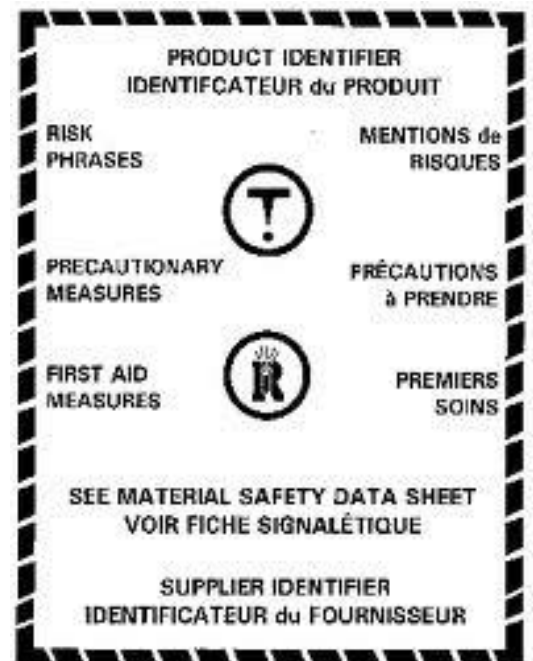 PRODUCT IDENTIFIER
IDENTIFCATEUR du PRODUIT
RISK
PHRASES
MENTIONS de
RISQUES
T
PRECAUTIONARY
MEASURES
PRÉCAUTIONS
à PRENDRE
R
FIRST AID
MEASURES
PREMIERS
SOINS
SEE MATERIAL SAFETY DATA SHEET
VOIR FICHE SIGNALÉTIQUE
SUPPLIER IDENTIFIER
IDENTIFICATEUR du FOURNISSEUR